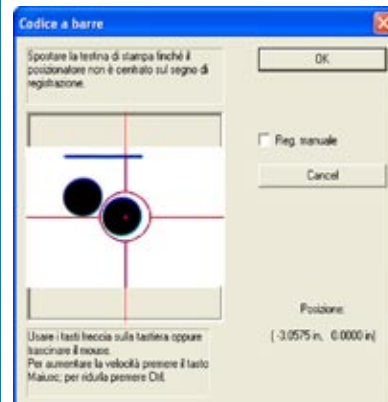 Codice a barre
Spostare la testina di stampa finché il
posizionatore non è centrato sul segno di
registrazione.
OK
Reg. manuale
Cancel
Posizione:
( -3.0575 in, 0.0000 in)
Usare i tasti freccia sulla tastiera oppure
trascinare il mouse.
Per aumentare la velocità premere il tasto
Maiusc; per ridurla premere Ctrl.